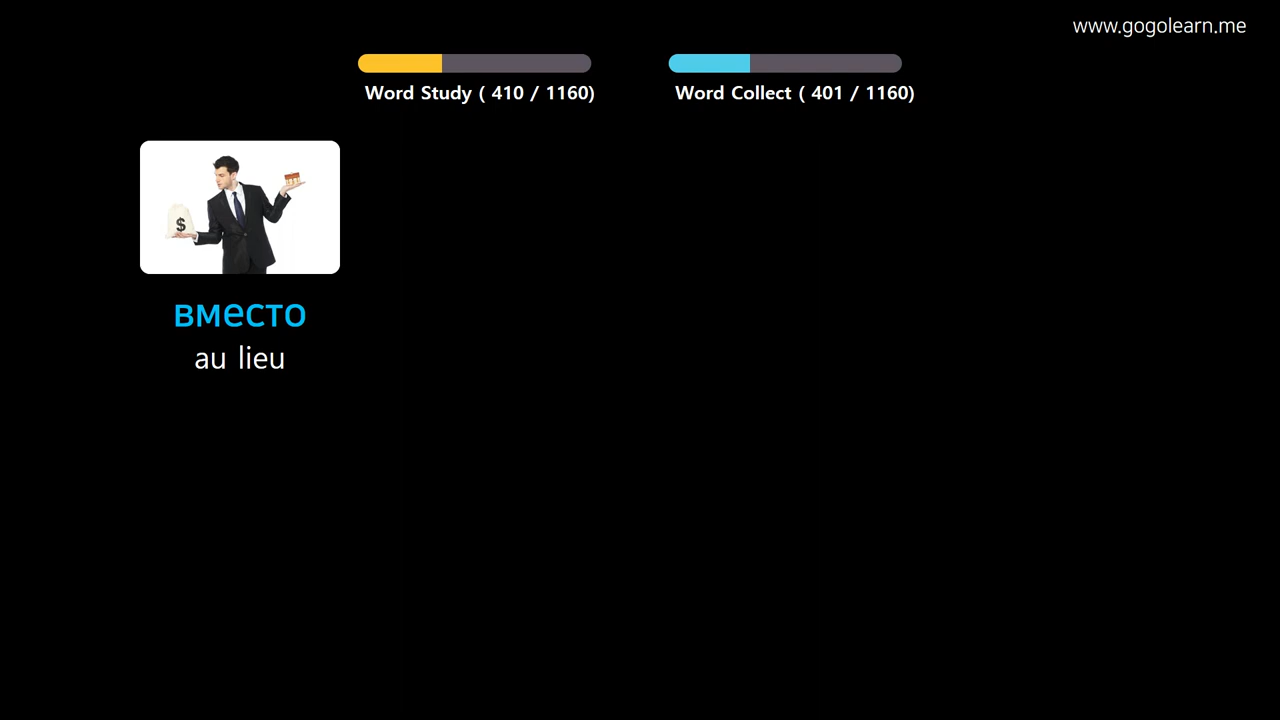 www.gogolearn.me
Word Study ( 410 / 1160)
Word Collect ( 401 / 1160)
$
вместо
au lieu